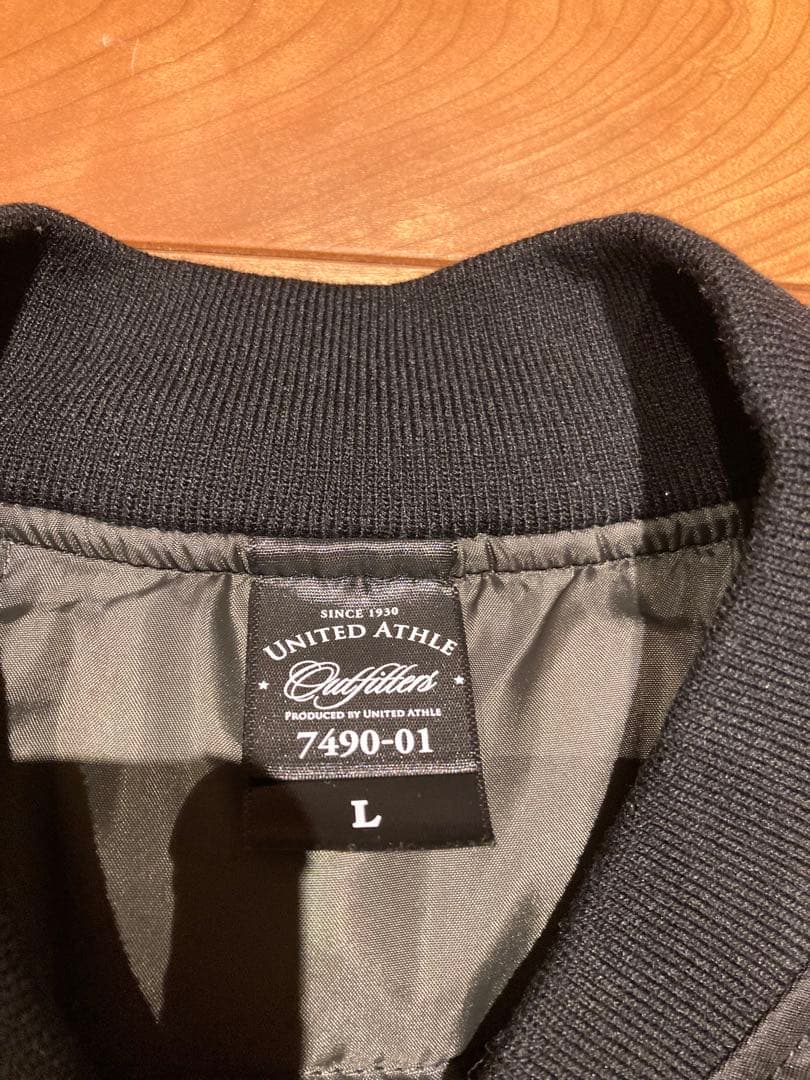 SINCE 1930
UNITED ATHLE
Outfitters
PRODUCED BY UNITED ATHLE
7490-01
L